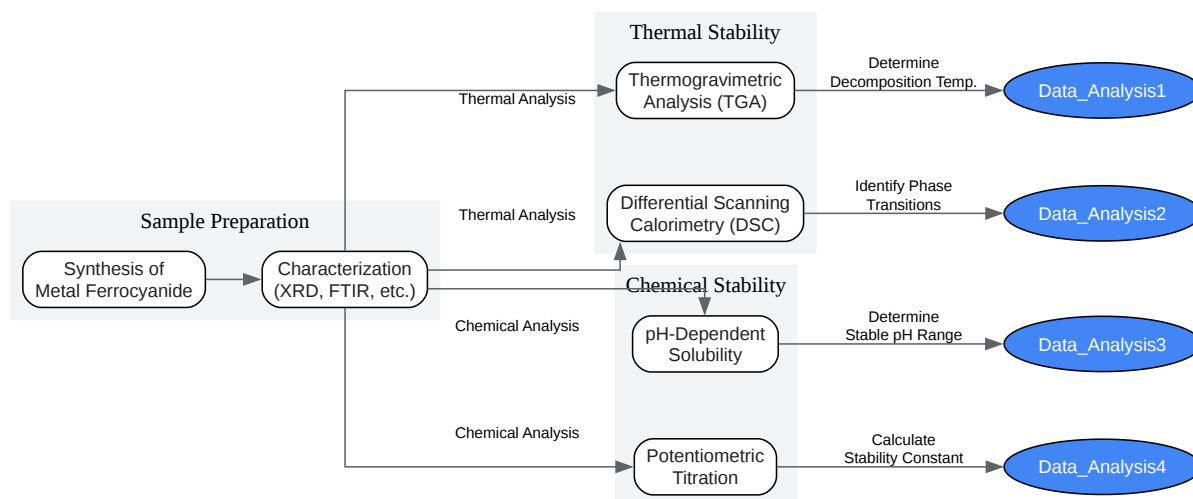 Thermal Stability
Determine
Decomposition Temp.
Thermogravimetric
Analysis (TGA)
Data_Analysis1
Thermal Analysis
Identify Phase
Transitions
Differential Scanning
Calorimetry (DSC)
Data_Analysis2
Thermal Analysis
Sample Preparation
Synthesis of
Metal Ferrocyanide
Characterization
(XRD, FTIR, etc.)
Chemical Stability
Chemical Analysis
pH-Dependent
Solubility
Determine
Stable pH Range
Data_Analysis3
Chemical Analysis
Potentiometric
Titration
Calculate
Stability Constant
Data_Analysis4